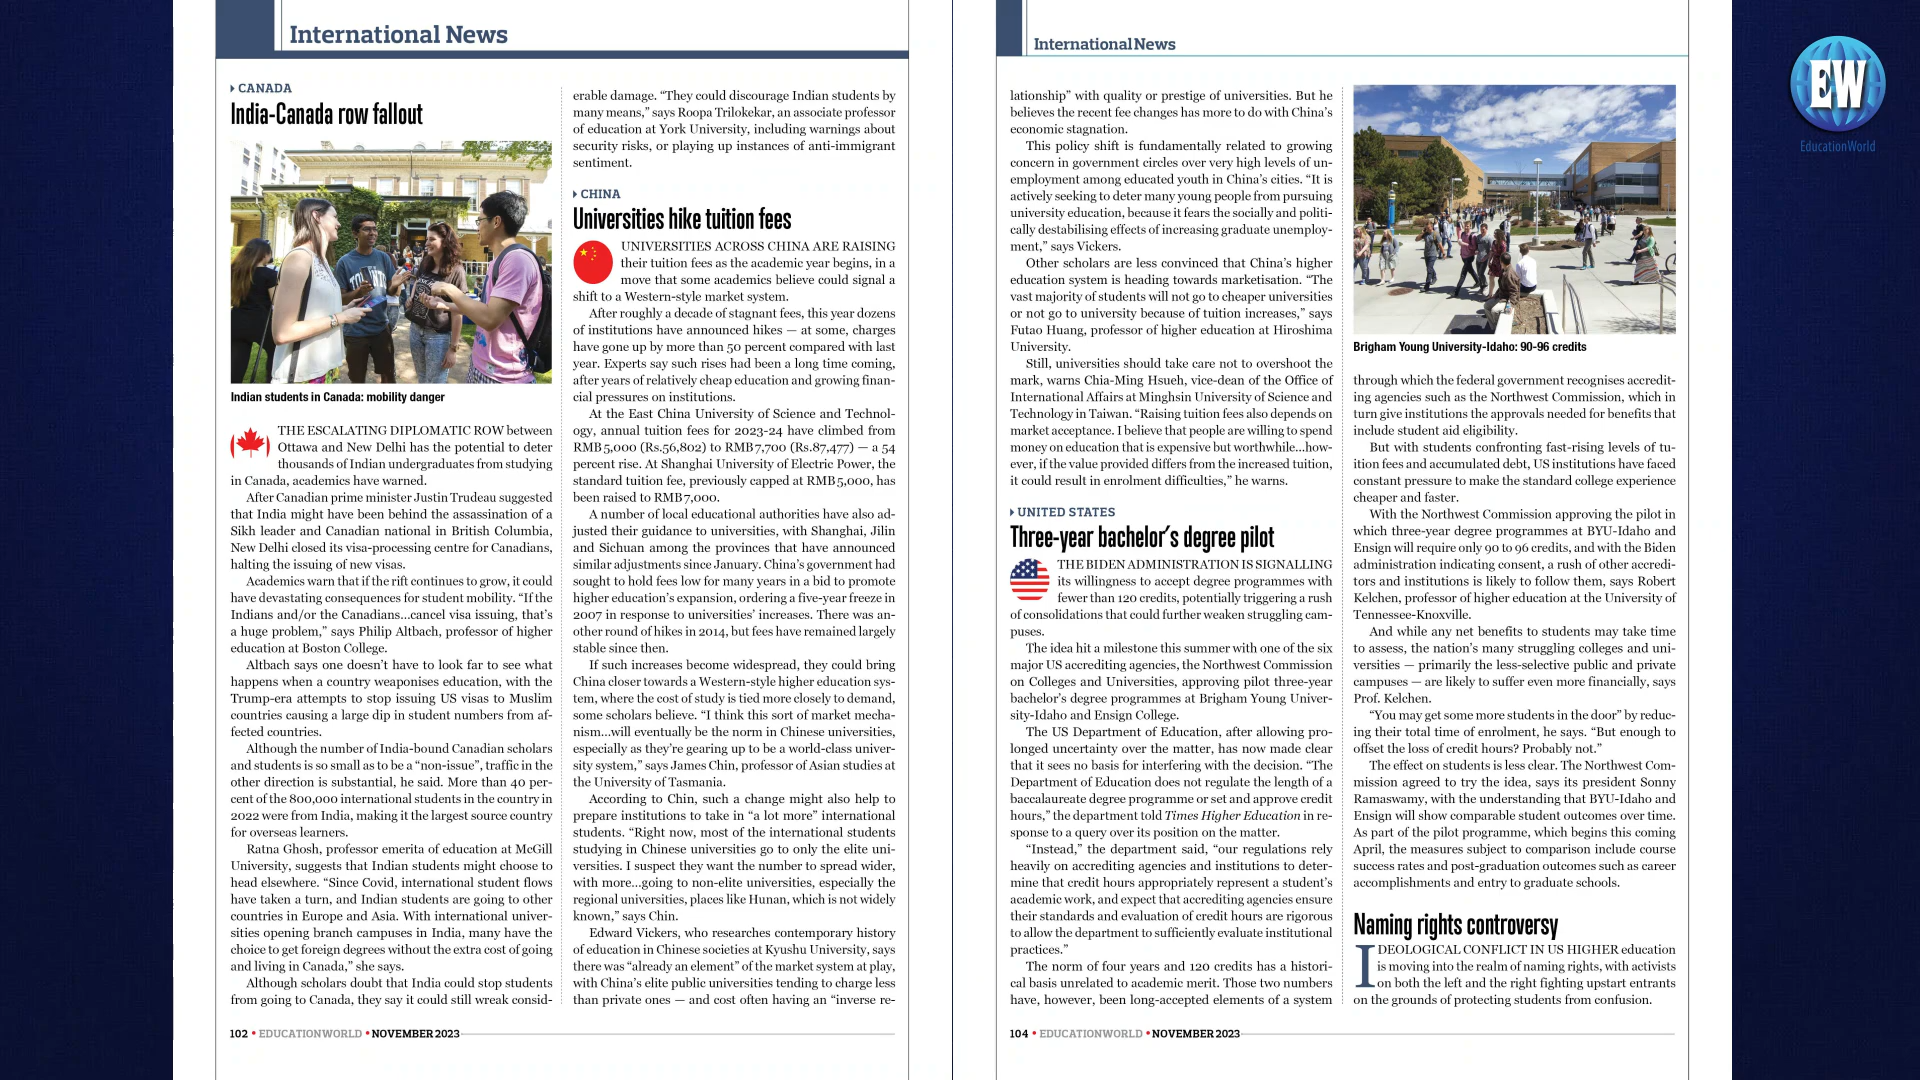 International News
CANADA
India-Canada row fallout
Indian students in Canada: mobility danger
THE ESCALATING DIPLOMATIC ROW between
Ottawa and New Delhi has the potential to deter
thousands of Indian undergraduates from studying
in Canada, academics have warned.
After Canadian prime minister Justin Trudeau suggested
that India might have been behind the assassination of a
Sikh leader and Canadian national in British Columbia,
New Delhi closed its visa-processing centre for Canadians,
halting the issuing of new visas.
Academics warn that if the rift continues to grow, it could
have devastating consequences for student mobility. “If the
Indians and/or the Canadians...cancel visa issuing, that’s
a huge problem,” says Philip Altbach, professor of higher
education at Boston College.
Altbach says one doesn’t have to look far to see what
happens when a country weaponises education, with the
Trump-era attempts to stop issuing US visas to Muslim
countries causing a large dip in student numbers from af-
fected countries.
Although the number of India-bound Canadian scholars
and students is so small as to be a “non-issue”, traffic in the
other direction is substantial, he said. More than 40 per-
cent of the 800,000 international students in the country in
2022 were from India, making it the largest source country
for overseas learners.
Ratna Ghosh, professor emerita of education at McGill
University, suggests that Indian students might choose to
head elsewhere. “Since Covid, international student flows
have taken a turn, and Indian students are going to other
countries in Europe and Asia. With international univer-
sities opening branch campuses in India, many have the
choice to get foreign degrees without the extra cost of going
and living in Canada,” she says.
Although scholars doubt that India could stop students
from going to Canada, they say it could still wreak consid-
erable damage. “They could discourage Indian students by
many means,” says Roopa Trilokekar, an associate professor
of education at York University, including warnings about
security risks, or playing up instances of anti-immigrant
sentiment.
CHINA
Universities hike tuition fees
UNIVERSITIES ACROSS CHINA ARE RAISING
their tuition fees as the academic year begins, in a
move that some academics believe could signal a
shift to a Western-style market system.
After roughly a decade of stagnant fees, this year dozens
of institutions have announced hikes — at some, charges
have gone up by more than 50 percent compared with last
year. Experts say such rises had been a long time coming,
after years of relatively cheap education and growing finan-
cial pressures on institutions.
At the East China University of Science and Technol-
ogy, annual tuition fees for 2023-24 have climbed from
RMB5,000 (Rs.56,802) to RMB7,700 (Rs.87,477) — a 54
percent rise. At Shanghai University of Electric Power, the
standard tuition fee, previously capped at RMB5,000, has
been raised to RMB7,000.
A number of local educational authorities have also ad-
justed their guidance to universities, with Shanghai, Jilin
and Sichuan among the provinces that have announced
similar adjustments since January. China’s government had
sought to hold fees low for many years in a bid to promote
higher education’s expansion, ordering a five-year freeze in
2007 in response to universities’ increases. There was an-
other round of hikes in 2014, but fees have remained largely
stable since then.
If such increases become widespread, they could bring
China closer towards a Western-style higher education sys-
tem, where the cost of study is tied more closely to demand,
some scholars believe. “I think this sort of market mecha-
nism...will eventually be the norm in Chinese universities,
especially as they’re gearing up to be a world-class univer-
sity system,” says James Chin, professor of Asian studies at
the University of Tasmania.
According to Chin, such a change might also help to
prepare institutions to take in “a lot more” international
students. “Right now, most of the international students
studying in Chinese universities go to only the elite uni-
versities. I suspect they want the number to spread wider,
with more...going to non-elite universities, especially the
regional universities, places like Hunan, which is not widely
known,” says Chin.
Edward Vickers, who researches contemporary history
of education in Chinese societies at Kyushu University, says
there was “already an element” of the market system at play,
with China’s elite public universities tending to charge less
than private ones — and cost often having an “inverse re-
102 • EDUCATIONWORLD • NOVEMBER 2023
International News
lationship” with quality or prestige of universities. But he
believes the recent fee changes has more to do with China’s
economic stagnation.
This policy shift is fundamentally related to growing
concern in government circles over very high levels of un-
employment among educated youth in China’s cities. “It is
actively seeking to deter many young people from pursuing
university education, because it fears the socially and politi-
cally destabilising effects of increasing graduate unemploy-
ment,” says Vickers.
Other scholars are less convinced that China’s higher
education system is heading towards marketisation. “The
vast majority of students will not go to cheaper universities
or not go to university because of tuition increases,” says
Futao Huang, professor of higher education at Hiroshima
University.
Still, universities should take care not to overshoot the
mark, warns Chia-Ming Hsueh, vice-dean of the Office of
International Affairs at Minghsin University of Science and
Technology in Taiwan. “Raising tuition fees also depends on
market acceptance. I believe that people are willing to spend
money on education that is expensive but worthwhile...how-
ever, if the value provided differs from the increased tuition,
it could result in enrolment difficulties,” he warns.
UNITED STATES
Three-year bachelor’s degree pilot
THE BIDEN ADMINISTRATION IS SIGNALLING
its willingness to accept degree programmes with
fewer than 120 credits, potentially triggering a rush
of consolidations that could further weaken struggling cam-
puses.
The idea hit a milestone this summer with one of the six
major US accrediting agencies, the Northwest Commission
on Colleges and Universities, approving pilot three-year
bachelor’s degree programmes at Brigham Young Univer-
sity-Idaho and Ensign College.
The US Department of Education, after allowing pro-
longed uncertainty over the matter, has now made clear
that it sees no basis for interfering with the decision. “The
Department of Education does not regulate the length of a
baccalaureate degree programme or set and approve credit
hours,” the department told Times Higher Education in re-
sponse to a query over its position on the matter.
“Instead,” the department said, “our regulations rely
heavily on accrediting agencies and institutions to deter-
mine that credit hours appropriately represent a student’s
academic work, and expect that accrediting agencies ensure
their standards and evaluation of credit hours are rigorous
to allow the department to sufficiently evaluate institutional
practices.”
The norm of four years and 120 credits has a histori-
cal basis unrelated to academic merit. Those two numbers
have, however, been long-accepted elements of a system
Brigham Young University-Idaho: 90-96 credits
through which the federal government recognises accredit-
ing agencies such as the Northwest Commission, which in
turn give institutions the approvals needed for benefits that
include student aid eligibility.
But with students confronting fast-rising levels of tu-
ition fees and accumulated debt, US institutions have faced
constant pressure to make the standard college experience
cheaper and faster.
With the Northwest Commission approving the pilot in
which three-year degree programmes at BYU-Idaho and
Ensign will require only 90 to 96 credits, and with the Biden
administration indicating consent, a rush of other accredi-
tors and institutions is likely to follow them, says Robert
Kelchen, professor of higher education at the University of
Tennessee-Knoxville.
And while any net benefits to students may take time
to assess, the nation’s many struggling colleges and uni-
versities — primarily the less-selective public and private
campuses — are likely to suffer even more financially, says
Prof. Kelchen.
“You may get some more students in the door” by reduc-
ing their total time of enrolment, he says. “But enough to
offset the loss of credit hours? Probably not.”
The effect on students is less clear. The Northwest Com-
mission agreed to try the idea, says its president Sonny
Ramaswamy, with the understanding that BYU-Idaho and
Ensign will show comparable student outcomes over time.
As part of the pilot programme, which begins this coming
April, the measures subject to comparison include course
success rates and post-graduation outcomes such as career
accomplishments and entry to graduate schools.
Naming rights controversy
IDEOLOGICAL CONFLICT IN US HIGHER education
is moving into the realm of naming rights, with activists
on both the left and the right fighting upstart entrants
on the grounds of protecting students from confusion.
104 • EDUCATIONWORLD • NOVEMBER 2023
EW
EducationWorld